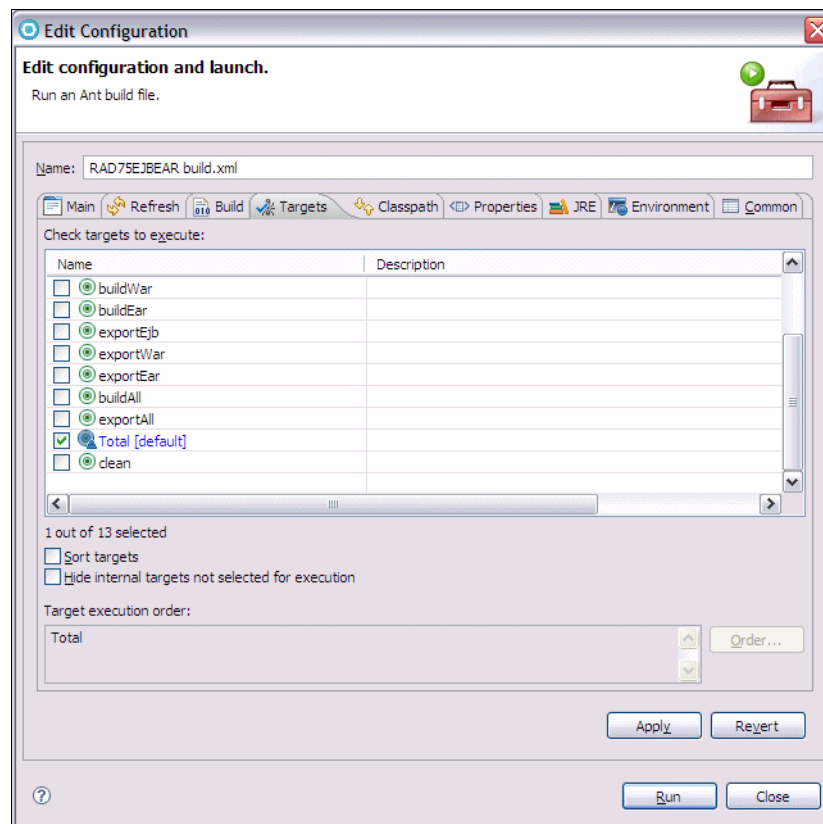 Edit Configuration
Edit configuration and launch.
Run an Ant build file.
Name: RAD75EJBEAR build.xml
Main Refresh Build Targets Classpath Properties JRE Environment Common
Check targets to execute:
Name Description
buildWar
buildEar
exportEjb
exportWar
exportEar
buildAll
exportAll
Total [default]
clean
1 out of 13 selected
Sort targets
Hide internal targets not selected for execution
Target execution order:
Total
Order...
Apply Revert
Run Close